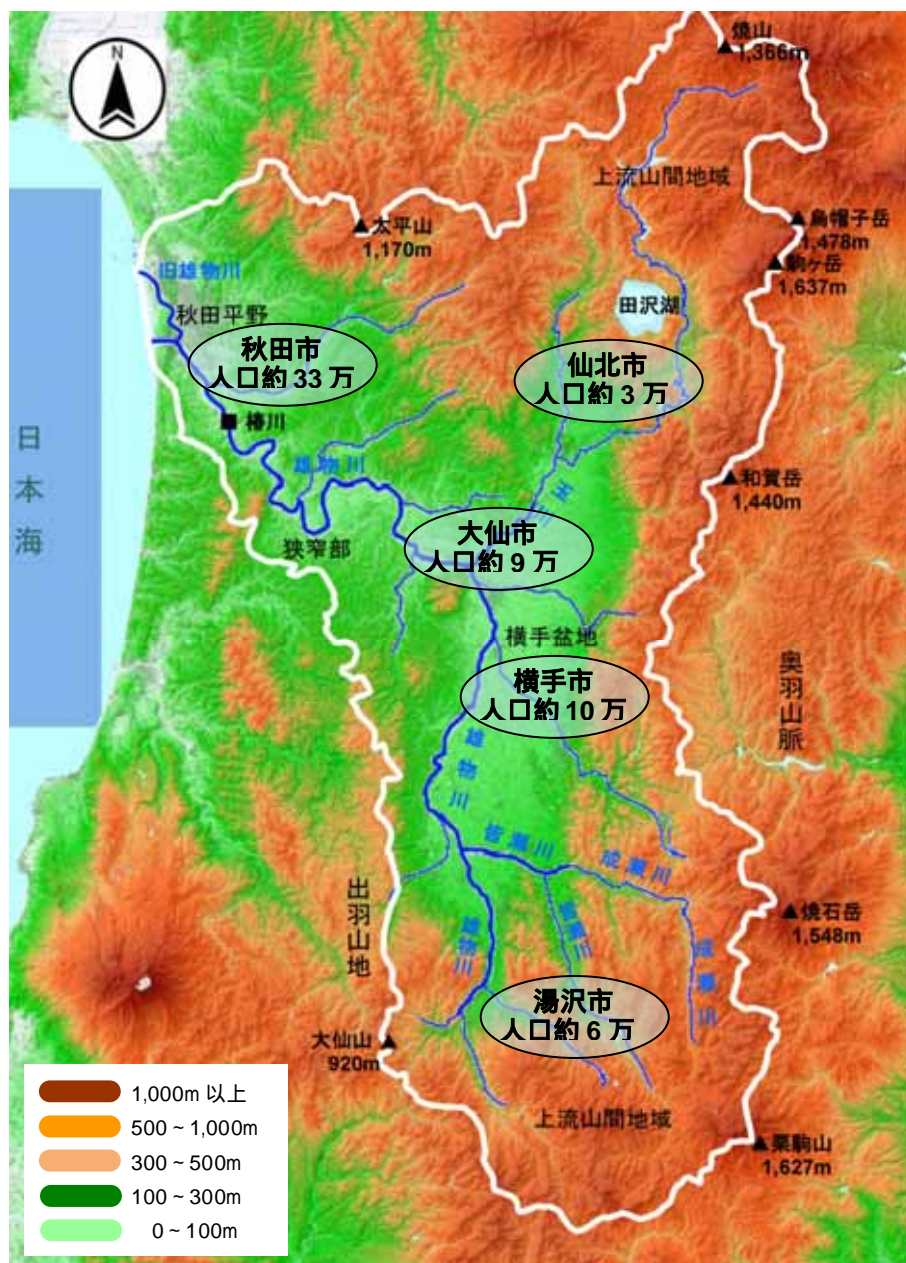 N
焼山
1,366m
上流山間地域
烏帽子岳
1,478m
駒ヶ岳
1,637m
太平山
1,170m
旧雄物川
秋田平野
田沢湖
秋田市
人口約 33 万
仙北市
人口約 3 万
椿川
雄物川
和賀岳
1,440m
玉川
日本海
狭窄部
大仙市
人口約 9 万
横手盆地
横手市
人口約 10 万
奥羽山脈
雄物川
皆瀬川
成瀬川
出羽山地
雄物川
皆瀬川
成瀬川
焼石岳
1,548m
湯沢市
人口約 6 万
大仙山
920m
上流山間地域
栗駒山
1,627m
1,000m 以上
500 ~ 1,000m
300 ~ 500m
100 ~ 300m
0 ~ 100m